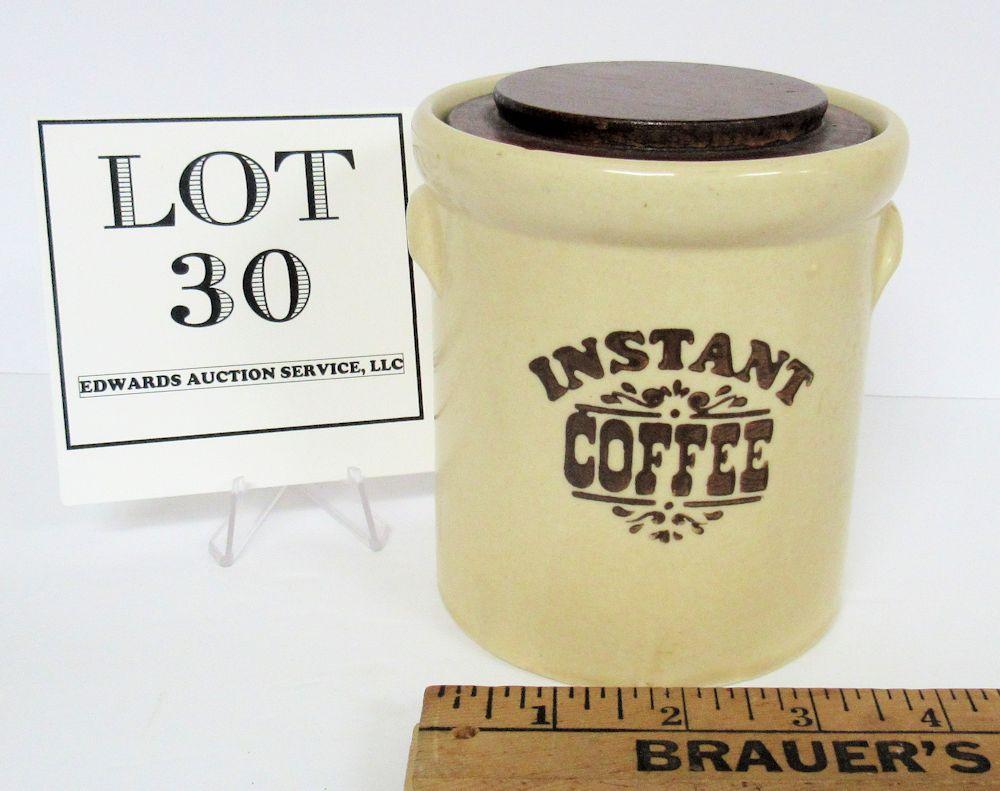 LOT
30
EDWARDS AUCTION SERVICE, LLC
INSTANT
COFFEE
1 2 3 4
BRAUER'S